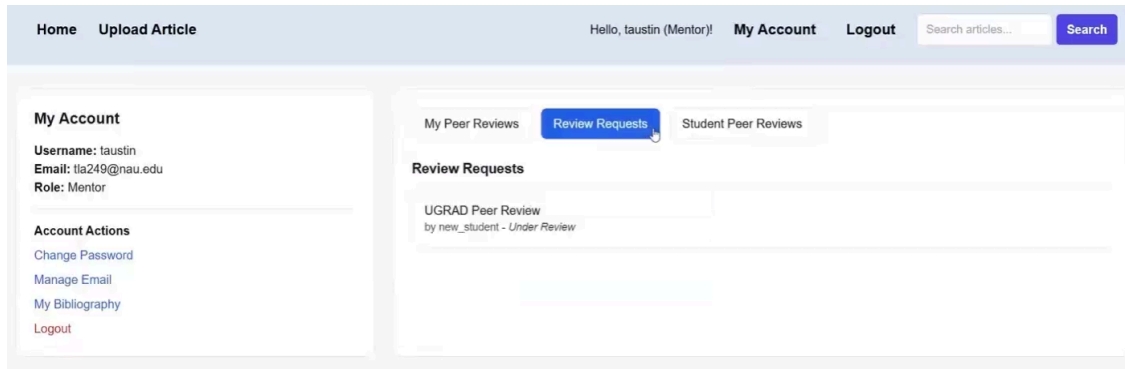 Home Upload Article Hello, taustin (Mentor)! My Account Logout Search articles... Search
My Account
Username: taustin
Email: tla249@nau.edu
Role: Mentor
Account Actions
Change Password
Manage Email
My Bibliography
Logout
My Peer Reviews Review Requests Student Peer Reviews
Review Requests
UGRAD Peer Review
by new_student - Under Review